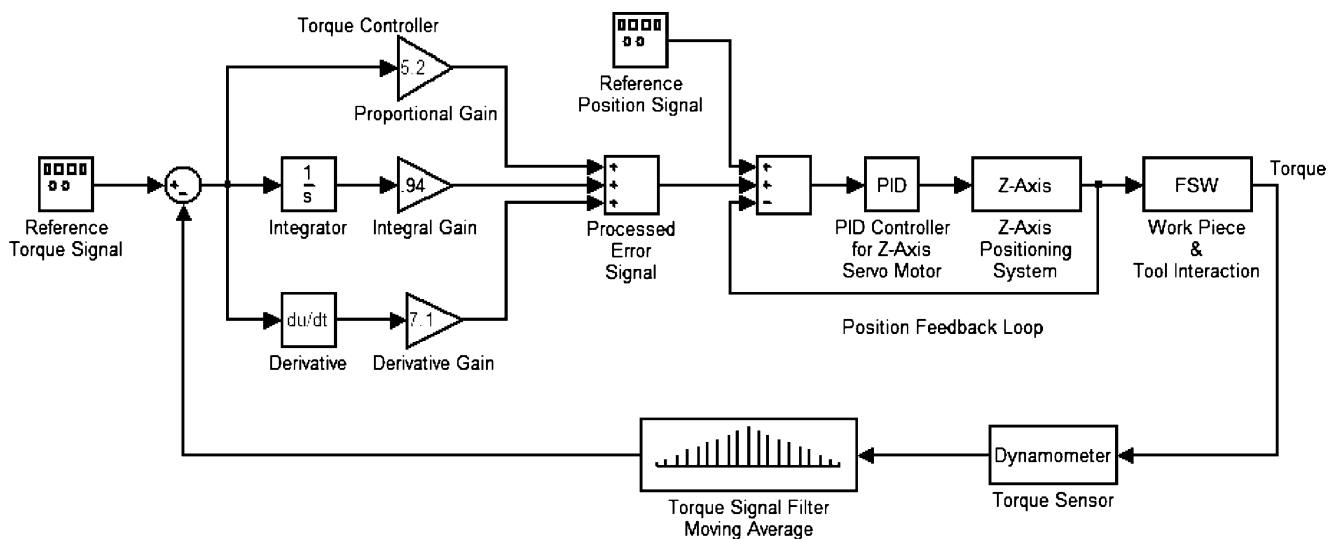 Torque Controller
5.2
Proportional Gain
Reference
Position Signal
Reference
Torque Signal
+
-
1
s
Integrator
.94
Integral Gain
du/dt
Derivative
7.1
Derivative Gain
+
+
+
Processed
Error
Signal
+
+
-
PID
PID Controller
for Z-Axis
Servo Motor
Z-Axis
Z-Axis
Positioning
System
FSW
Work Piece
&
Tool Interaction
Torque
Position Feedback Loop
Torque Signal Filter
Moving Average
Dynamometer
Torque Sensor